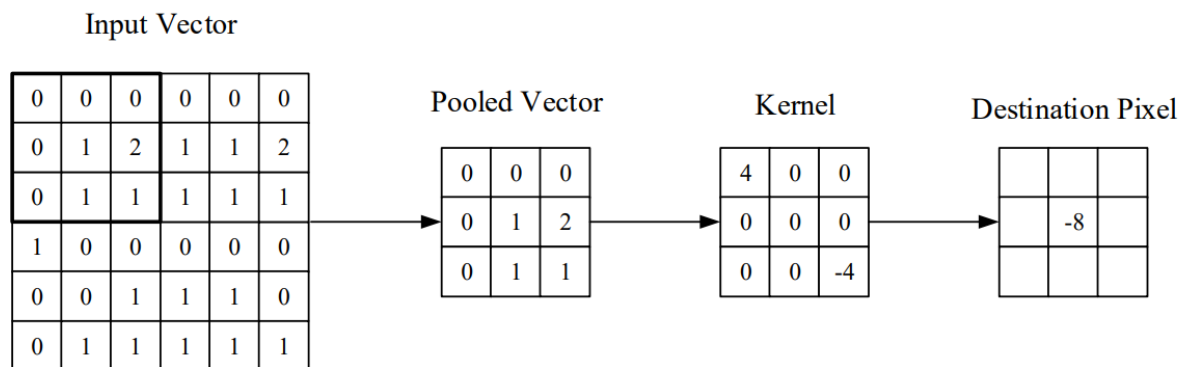 Input Vector
0 0 0 0 0 0
0 1 2 1 1 2
0 1 1 1 1 1
1 0 0 0 0 0
0 0 1 1 1 0
0 1 1 1 1 1
Pooled Vector
0 0 0
0 1 2
0 1 1
Kernel
4 0 0
0 0 0
0 0 -4
Destination Pixel
-8